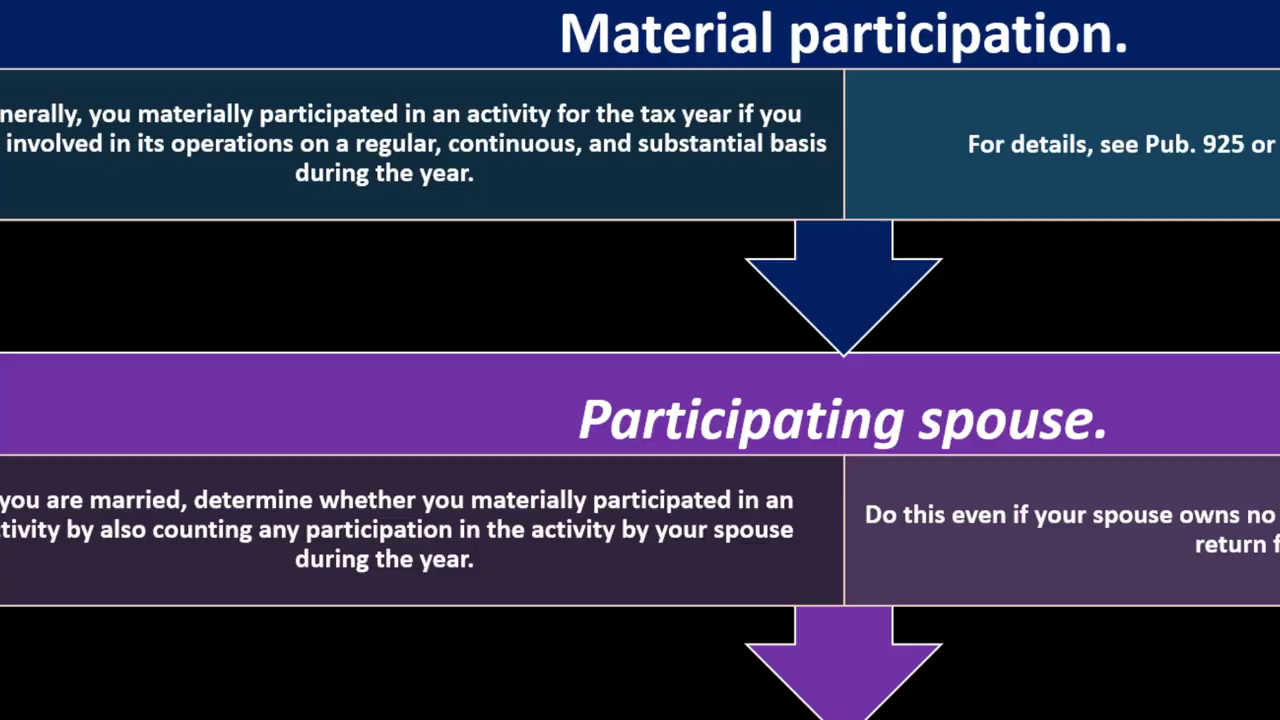 Material participation.
nerally, you materially participated in an activity for the tax year if you
involved in its operations on a regular, continuous, and substantial basis
during the year.
For details, see Pub. 925 or
Participating spouse.
you are married, determine whether you materially participated in an
tivity by also counting any participation in the activity by your spouse
during the year.
Do this even if your spouse owns no
return f